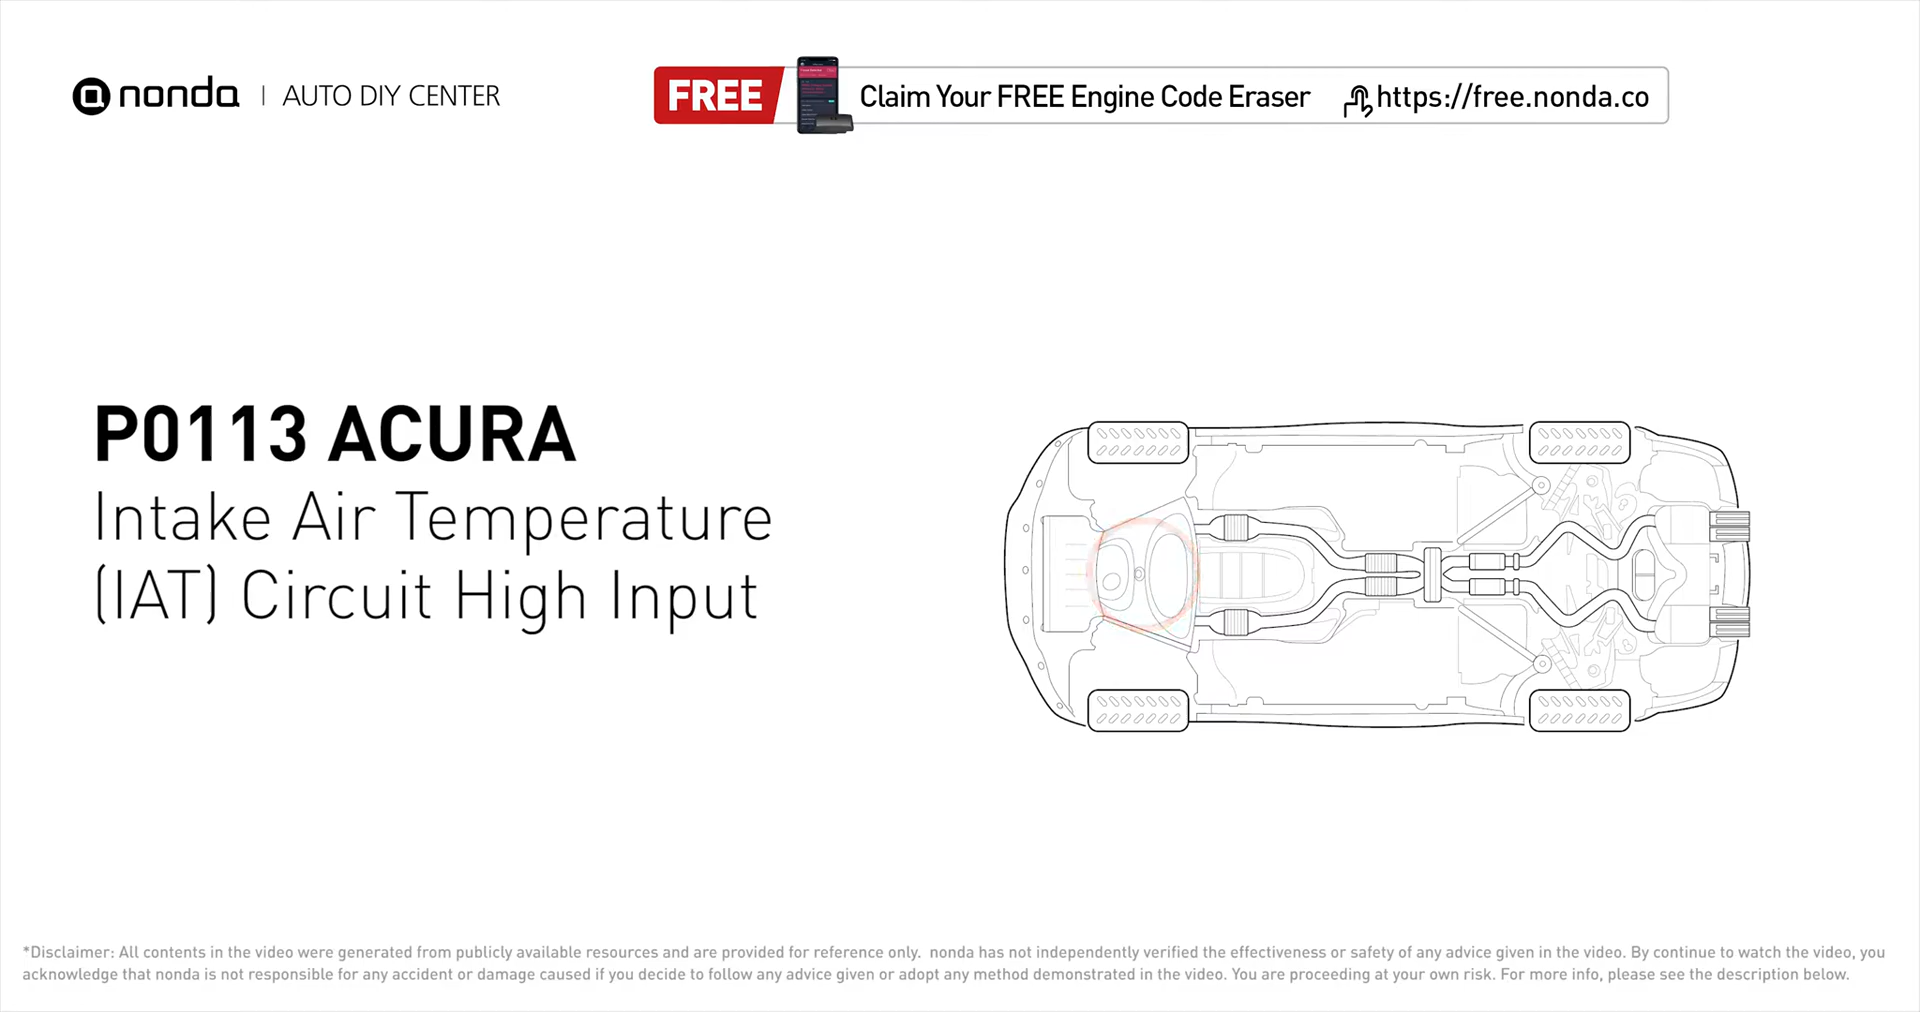 nonda | AUTO DIY CENTER
FREE Claim Your FREE Engine Code Eraser https://free.nonda.co
P0113 ACURA
Intake Air Temperature
(IAT) Circuit High Input
*Disclaimer: All contents in the video were generated from publicly available resources and are provided for reference only. nonda has not independently verified the effectiveness or safety of any advice given in the video. By continue to watch the video, you
acknowledge that nonda is not responsible for any accident or damage caused if you decide to follow any advice given or adopt any method demonstrated in the video. You are proceeding at your own risk. For more info, please see the description below.